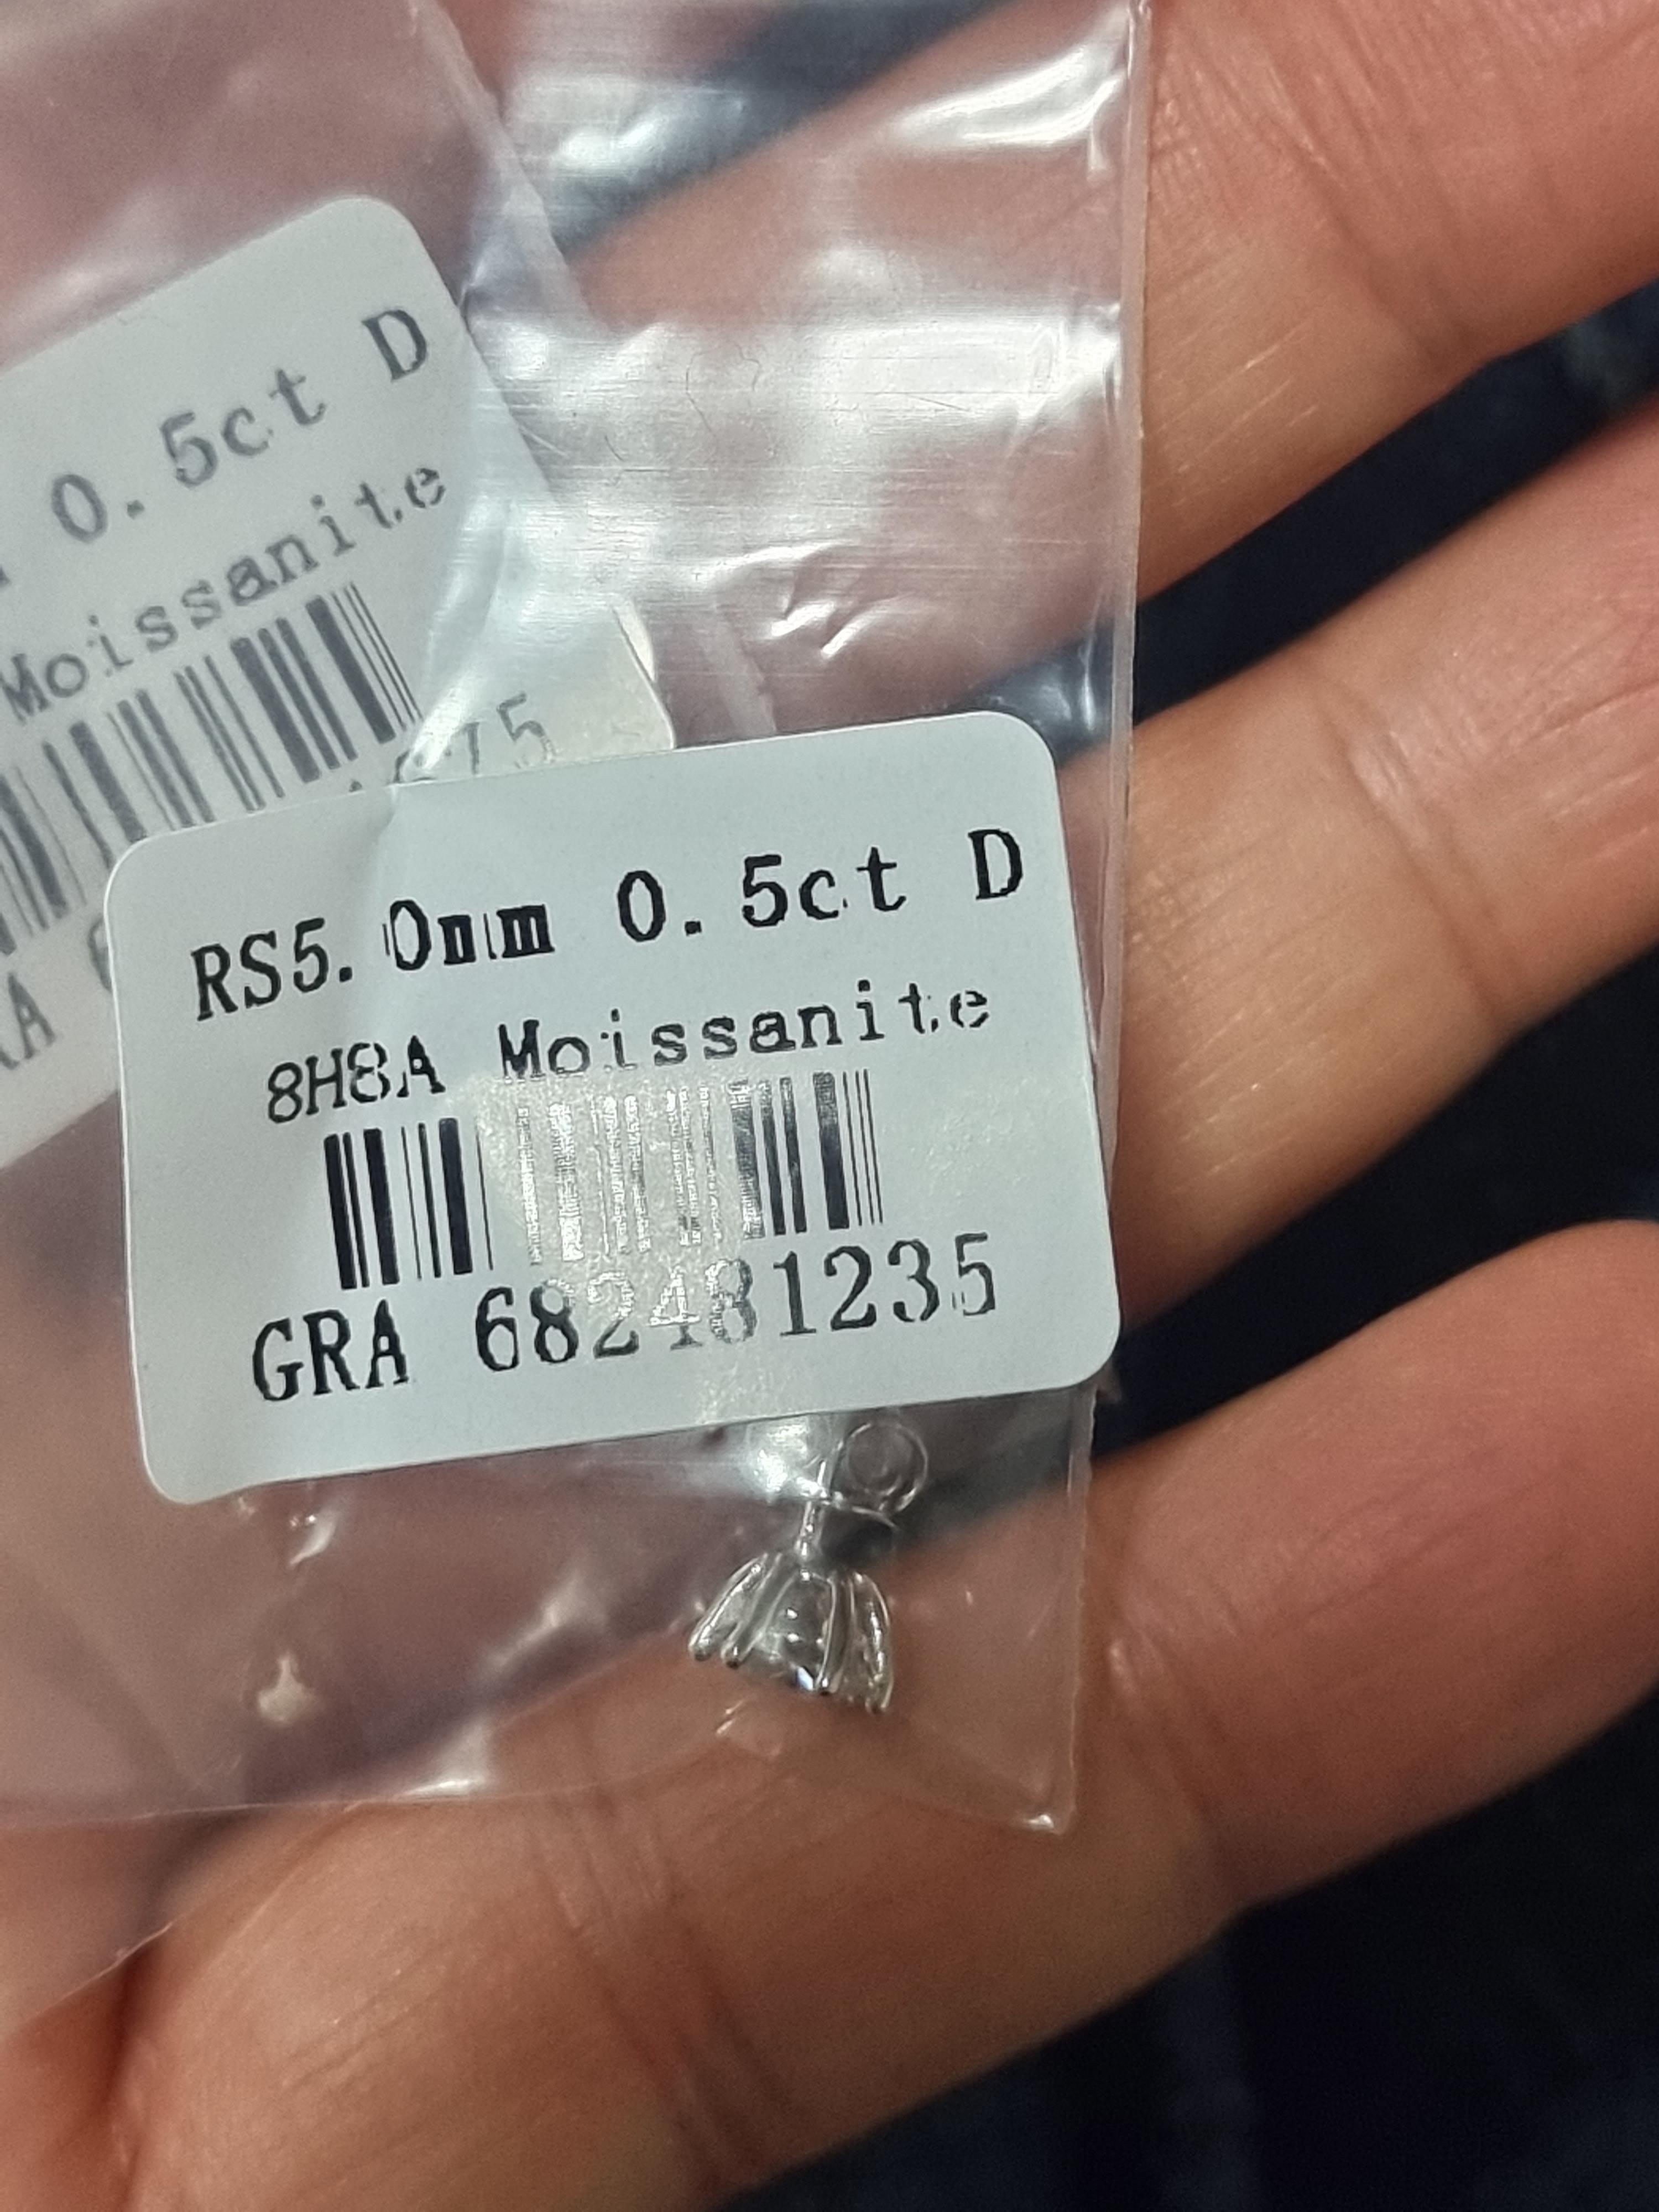 0.5ct D
Moissanite
RS5.0mm 0.5ct D
8H8A Moissanite
GRA 682481235